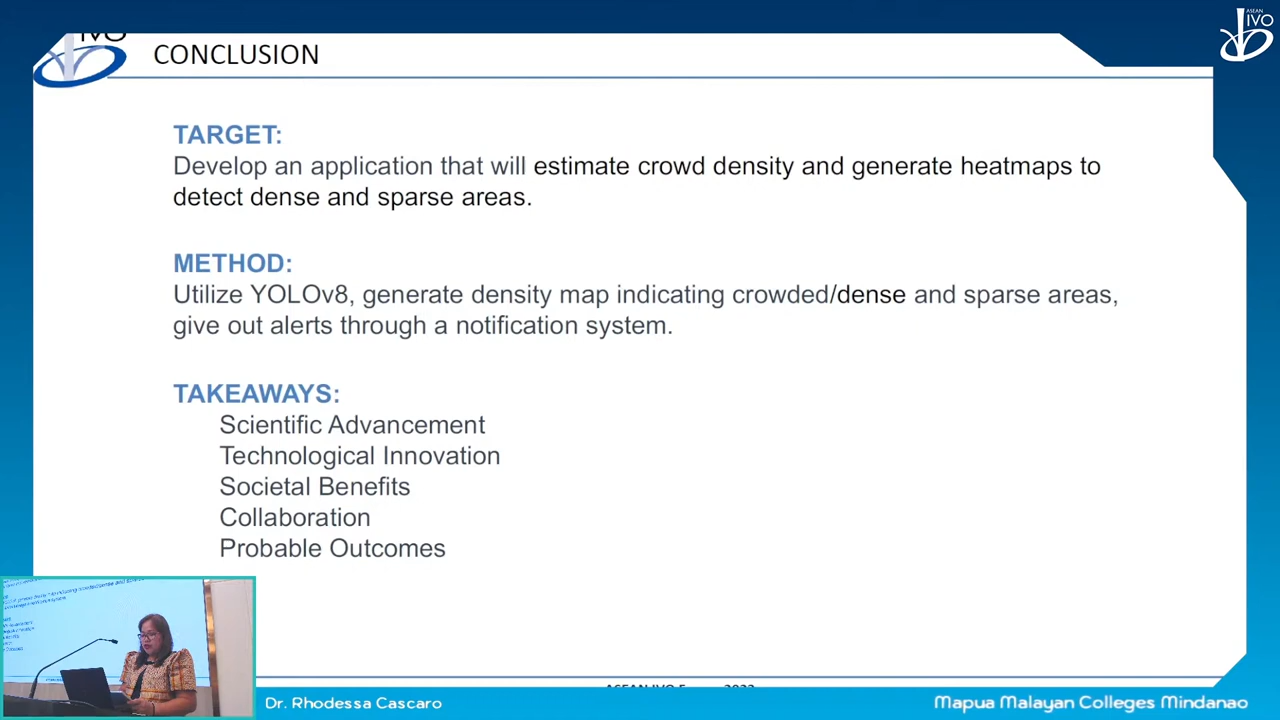 ASEAN
IVO
IVO
CONCLUSION
TARGET:
Develop an application that will estimate crowd density and generate heatmaps to
detect dense and sparse areas.
METHOD:
Utilize YOLOv8, generate density map indicating crowded/dense and sparse areas,
give out alerts through a notification system.
TAKEAWAYS:
Scientific Advancement
Technological Innovation
Societal Benefits
Collaboration
Probable Outcomes
Dr. Rhodessa Cascaro
Mapua Malayan Colleges Mindanao